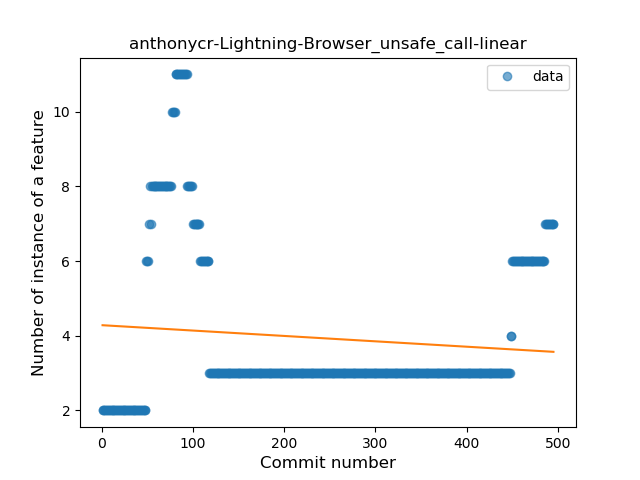 anthonycr-Lightning-Browser_unsafe_call-linear
data
Number of instance of a feature
10
8
6
4
2
0 100 200 300 400 500
Commit number